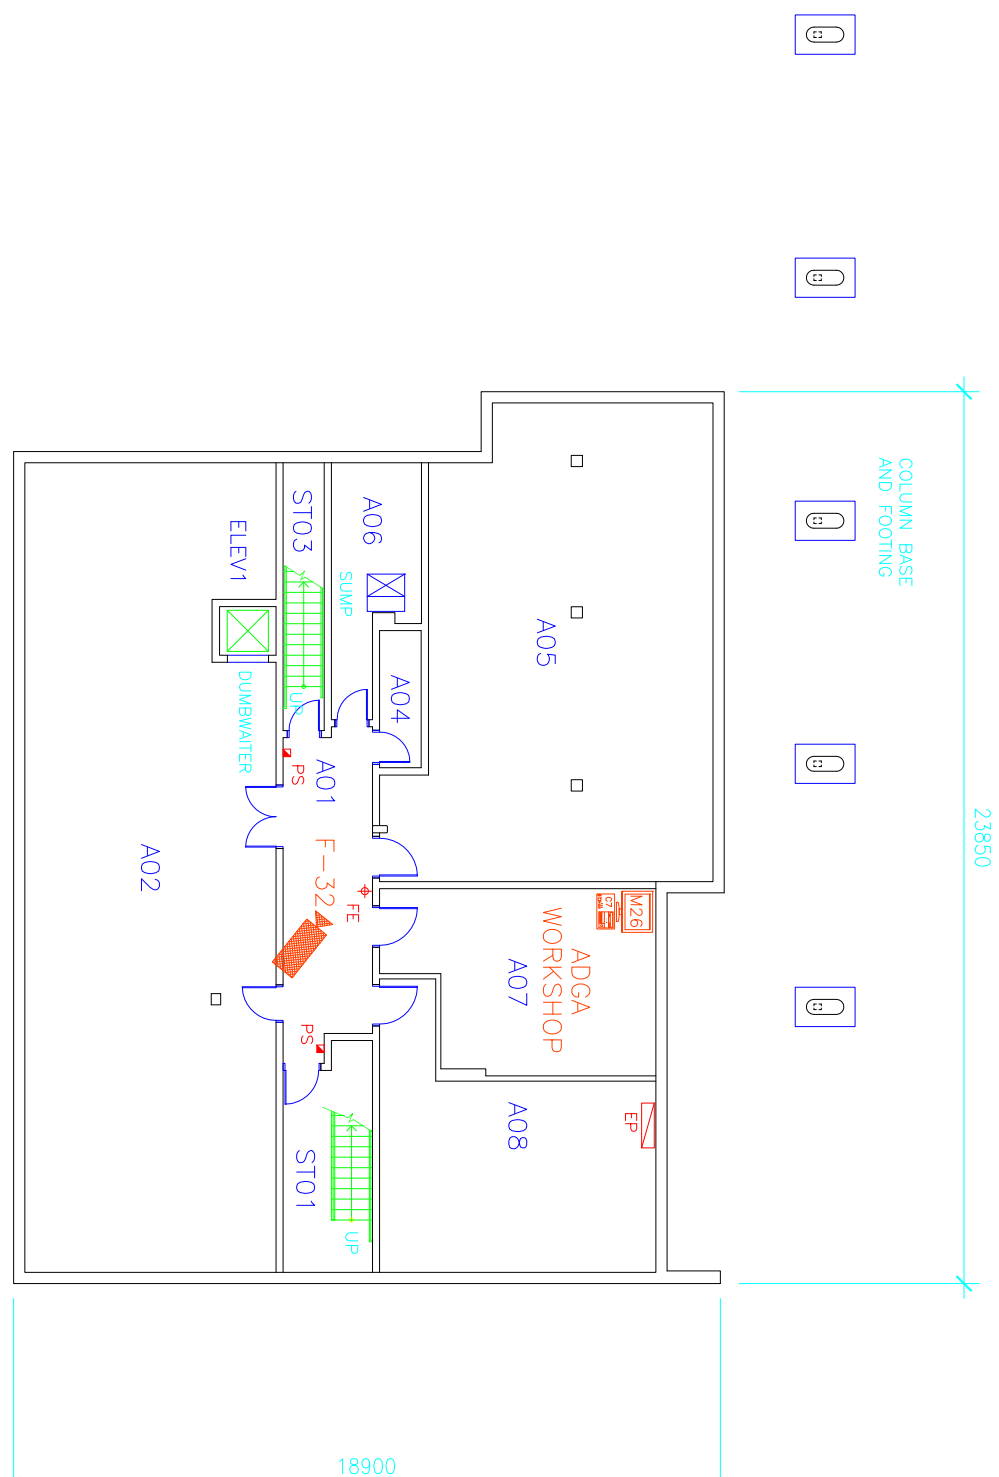 COLUMN BASE
AND FOOTING
23850
A06
ST03
ELEV1
SUMP
A05
A04
UP
DUMBWAITER
PS
A01
A02
F-32
FE
M26
C7
ADGA
WORKSHOP
A07
PS
EP
A08
ST01
UP
18900